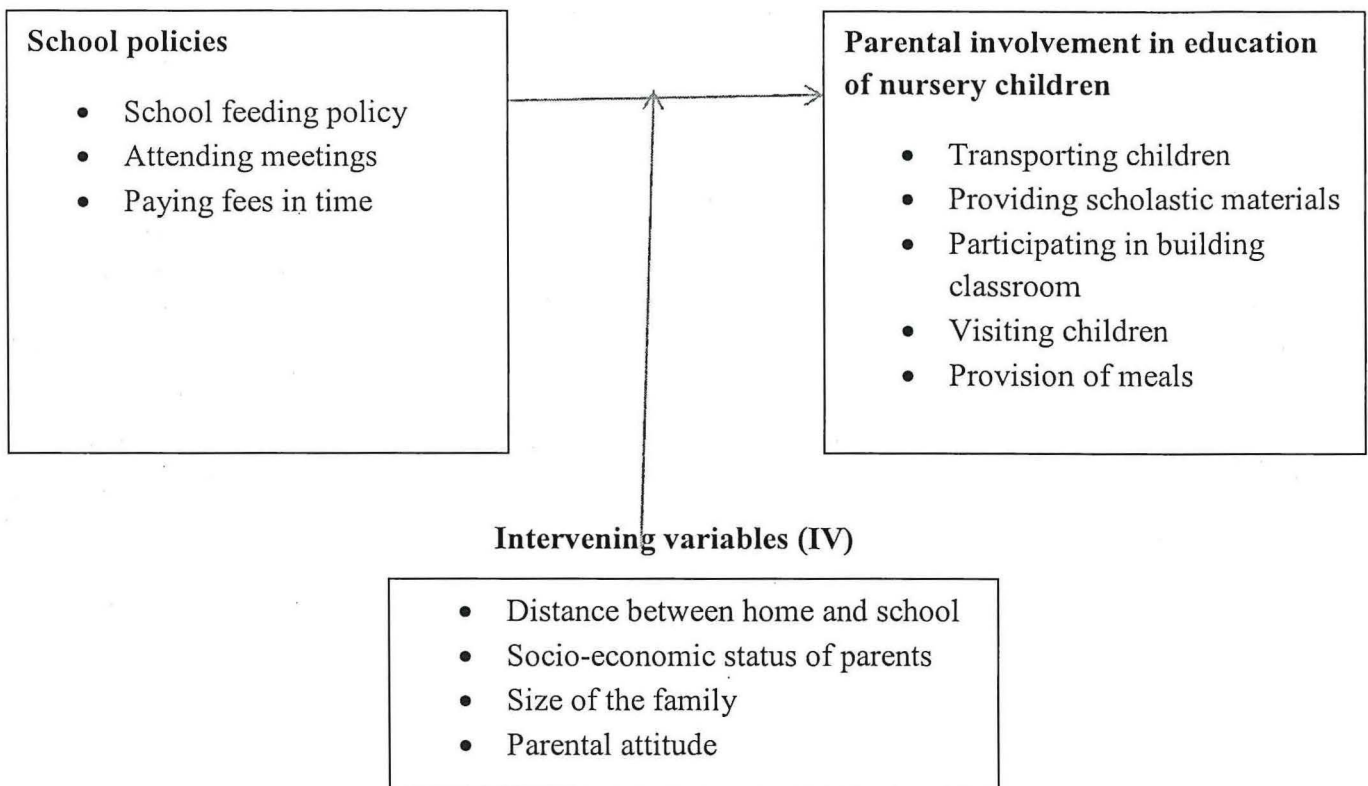 School policies
• School feeding policy
• Attending meetings
• Paying fees in time
Parental involvement in education
of nursery children
• Transporting children
• Providing scholastic materials
• Participating in building
classroom
• Visiting children
• Provision of meals
Intervening variables (IV)
• Distance between home and school
• Socio-economic status of parents
• Size of the family
• Parental attitude